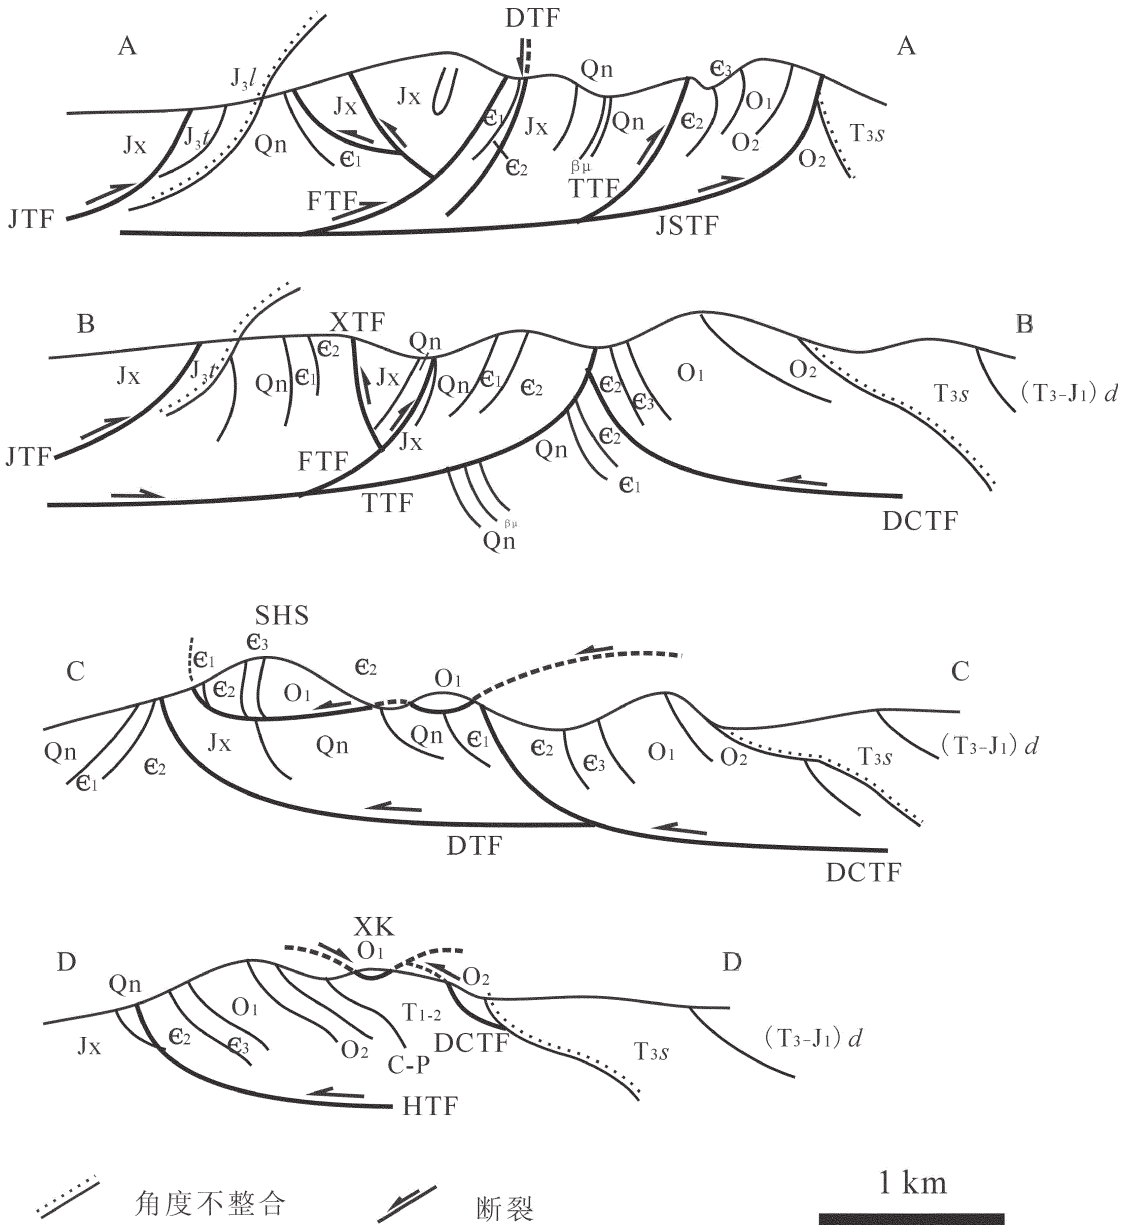 DTF
A
A
Qn
Є3
J3l
Jx
Jx
O1
Jx
J3t
Qn
Є1
Є1
Jx
Qn
Є2
O2
T3s
Є2
βμ
O2
FTF
TTF
JTF
JSTF
B
XTF
B
Qn
Є2
Jx
J3t
Qn
Є1
Jx
Qn
Є1
Є2
Є2
Є3
O1
O2
T3s
(T3-J1)d
Jx
Qn
Є2
JTF
FTF
Є1
TTF
βμ
Qn
DCTF
SHS
C
Є1
Є3
Є2
C
O1
Є2
O1
Qn
Jx
Qn
Qn
Є1
Є2
O1
O2
T3s
(T3-J1)d
Є1
Є2
Є3
DTF
DCTF
XK
D
O1
D
Qn
O2
O1
T1-2
Jx
Є2
Є3
O2
DCTF
T3s
(T3-J1)d
C-P
HTF
角度不整合
断裂
1 km